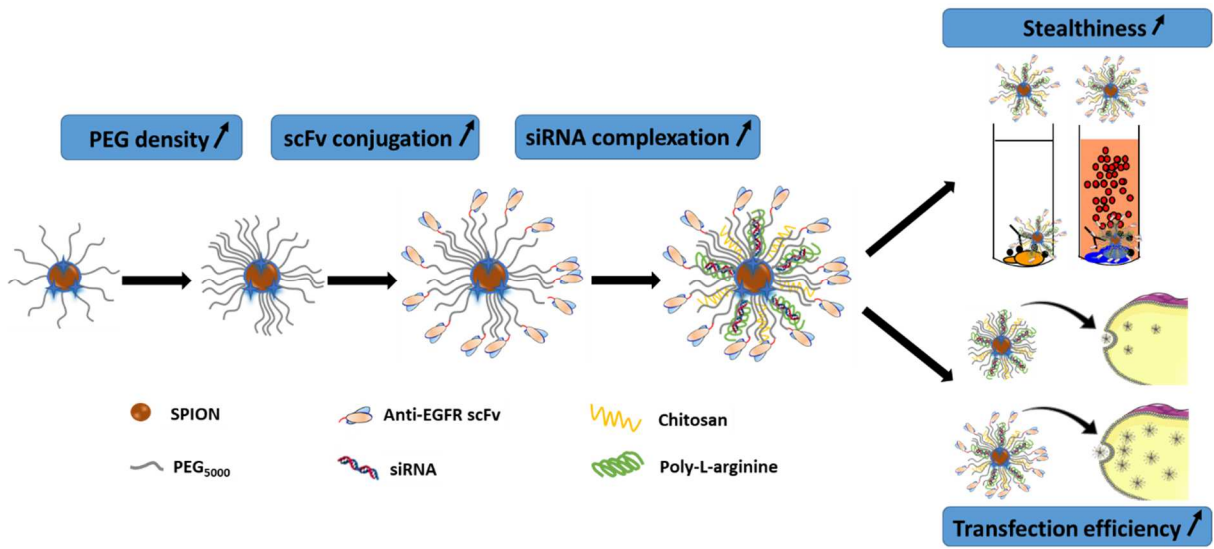 Stealthiness
PEG density
scFv conjugation
siRNA complexation
SPION
Anti-EGFR scFv
Chitosan
PEG5000
siRNA
Poly-L-arginine
Transfection efficiency